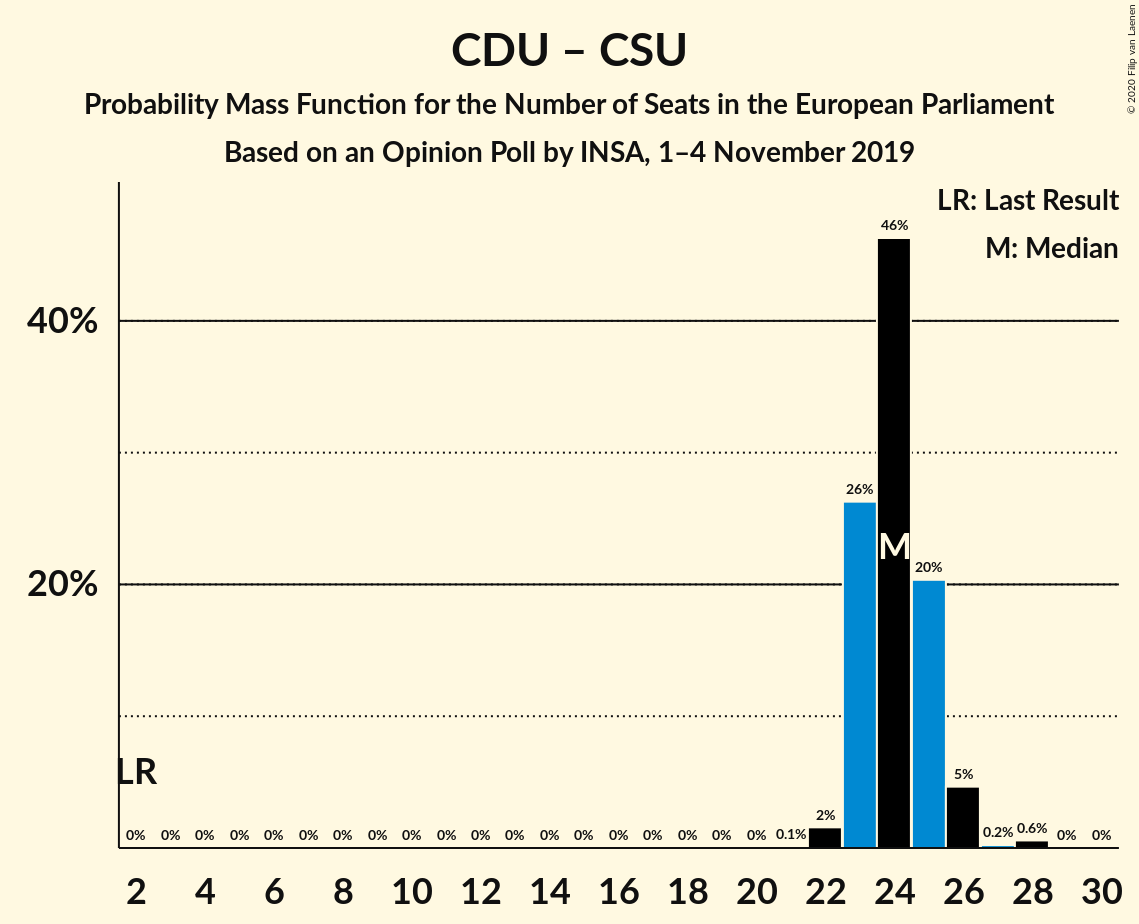 CDU – CSU
Probability Mass Function for the Number of Seats in the European Parliament
Based on an Opinion Poll by INSA, 1–4 November 2019
© 2020 Filip van Laenen
LR: Last Result
M: Median
46%
40%
26%
M
20%
20%
LR
5%
2%
0% 0% 0% 0% 0% 0% 0% 0% 0% 0% 0% 0% 0% 0% 0% 0% 0% 0% 0% 0.1% 0.2% 0.6% 0% 0%
2 4 6 8 10 12 14 16 18 20 22 24 26 28 30